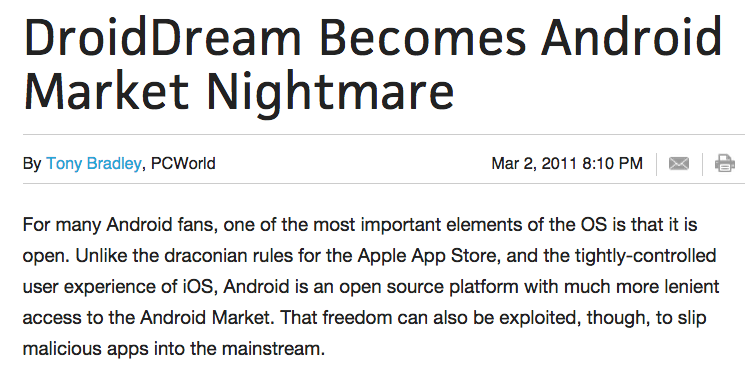 DroidDream Becomes Android
Market Nightmare
By Tony Bradley, PCWorld
Mar 2, 2011 8:10 PM
For many Android fans, one of the most important elements of the OS is that it is
open. Unlike the draconian rules for the Apple App Store, and the tightly-controlled
user experience of iOS, Android is an open source platform with much more lenient
access to the Android Market. That freedom can also be exploited, though, to slip
malicious apps into the mainstream.